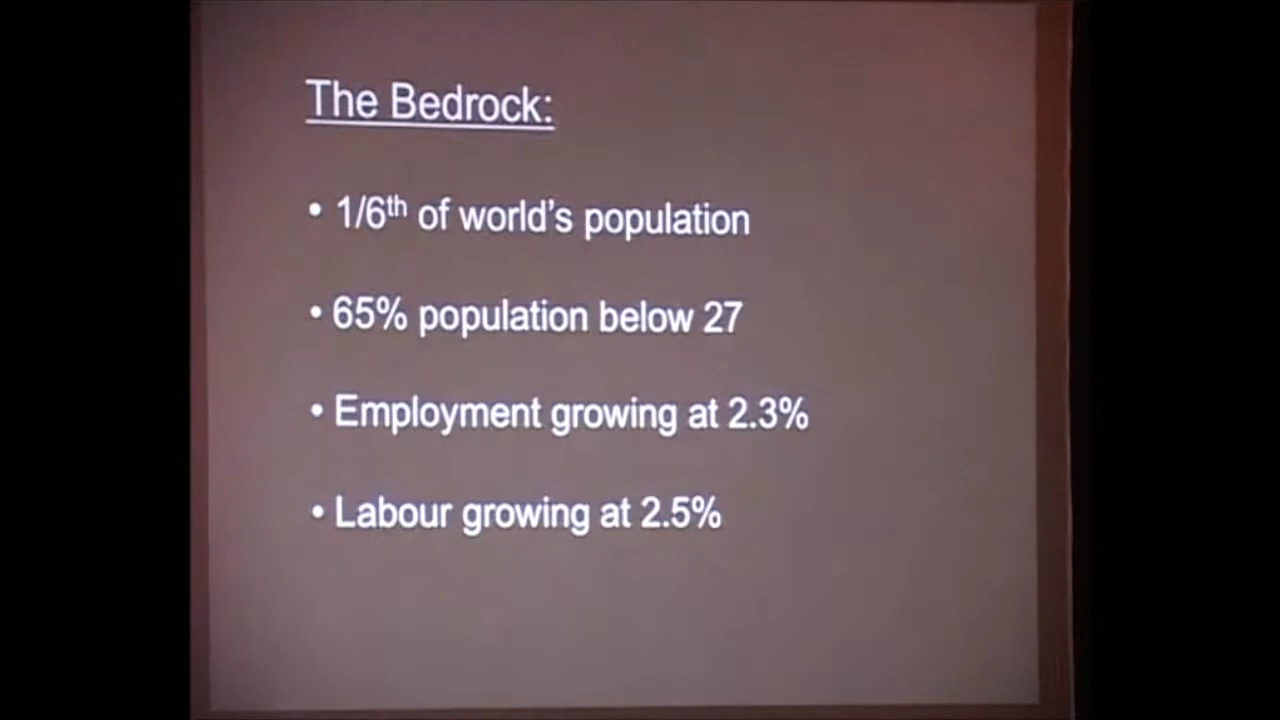 The Bedrock:
• 1/6th of world's population
• 65% population below 27
• Employment growing at 2.3%
• Labour growing at 2.5%